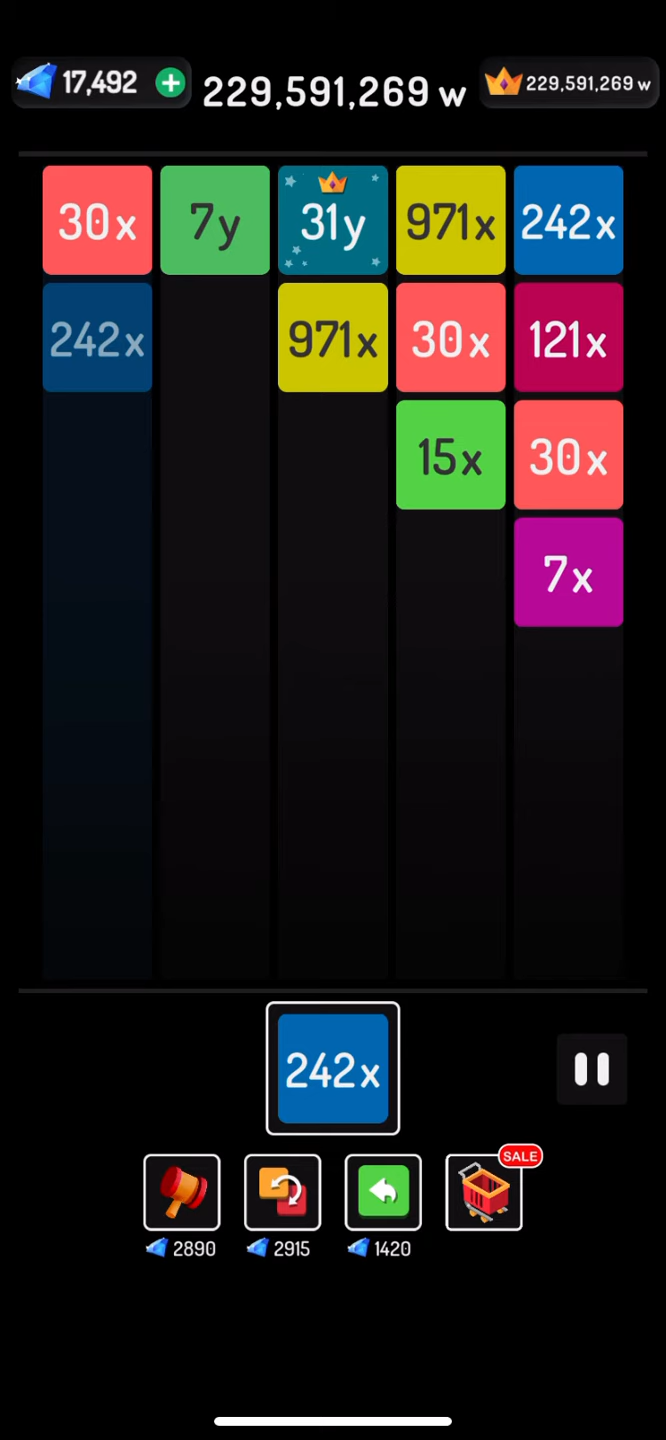 17,492
229,591,269 w
229,591,269 w
30x 7y 31y 971x 242x
242x 971x 30x 121x
15x 30x
7x
242x
SALE
2890 2915 1420